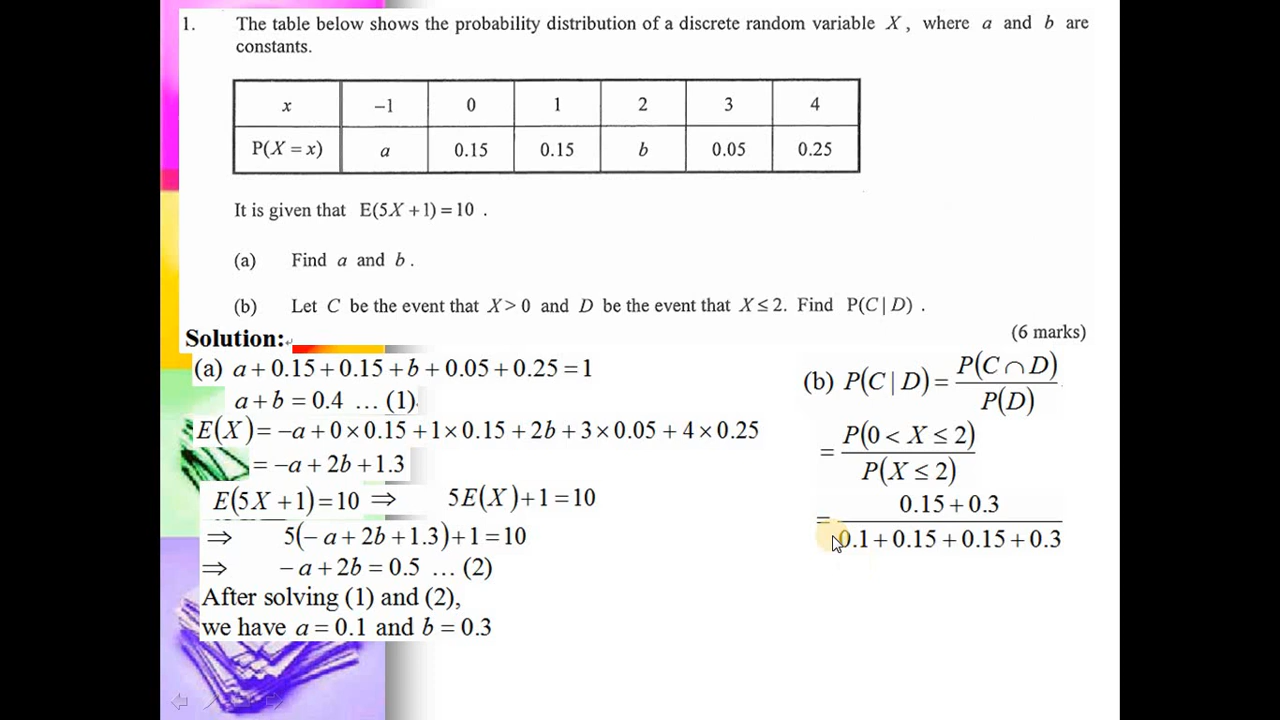 1. The table below shows the probability distribution of a discrete random variable X, where a and b are
constants.
x −1 0 1 2 3 4
P(X = x) a 0.15 0.15 b 0.05 0.25
It is given that E(5X + 1) = 10 .
(a) Find a and b .
(b) Let C be the event that X > 0 and D be the event that X ≤ 2. Find P(C | D) .
(6 marks)
Solution:
(a) a + 0.15 + 0.15 + b + 0.05 + 0.25 = 1
a + b = 0.4 … (1)
E(X) = −a + 0 × 0.15 + 1 × 0.15 + 2b + 3 × 0.05 + 4 × 0.25
= −a + 2b + 1.3
E(5X + 1) = 10 ⇒ 5E(X) + 1 = 10
⇒ 5(− a + 2b + 1.3) + 1 = 10
⇒ − a + 2b = 0.5 … (2)
After solving (1) and (2),
we have a = 0.1 and b = 0.3
(b) P(C | D) = P(C ∩ D) / P(D)
= P(0 < X ≤ 2) / P(X ≤ 2)
= 0.15 + 0.3 / 0.1 + 0.15 + 0.15 + 0.3